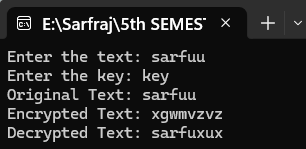 E:\Sarfraj\5th SEMEST
Enter the text: sarfuu
Enter the key: key
Original Text: sarfuu
Encrypted Text: xgwmvzvz
Decrypted Text: sarfuxux